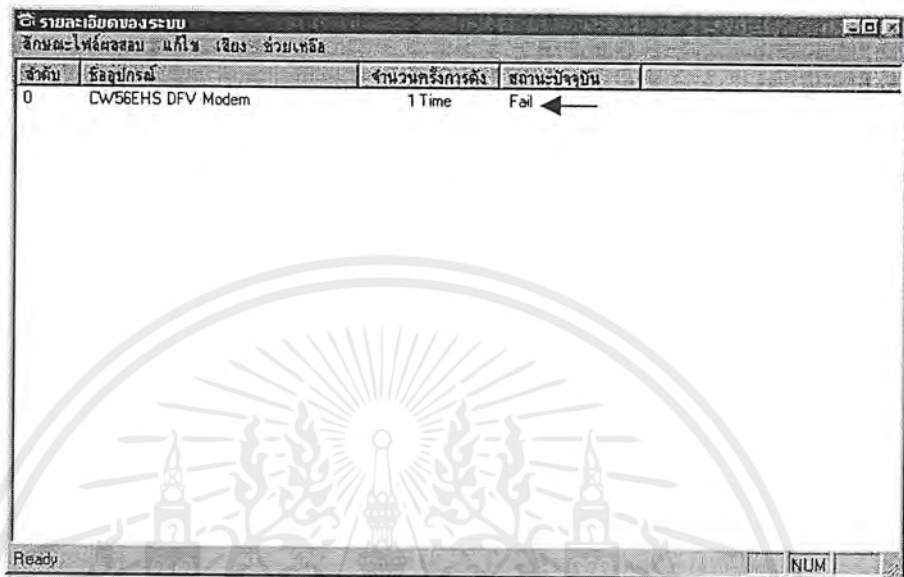 รายละเอียดของระบบ
ลักษณะไฟล์ผลสอบ แก้ไข เสียง ช่วยเหลือ
ลำดับ ชื่ออุปกรณ์ จำนวนครั้งการดัง สถานะปัจจุบัน
0 CW56EHS DFV Modem 1 Time Fail
Ready NUM